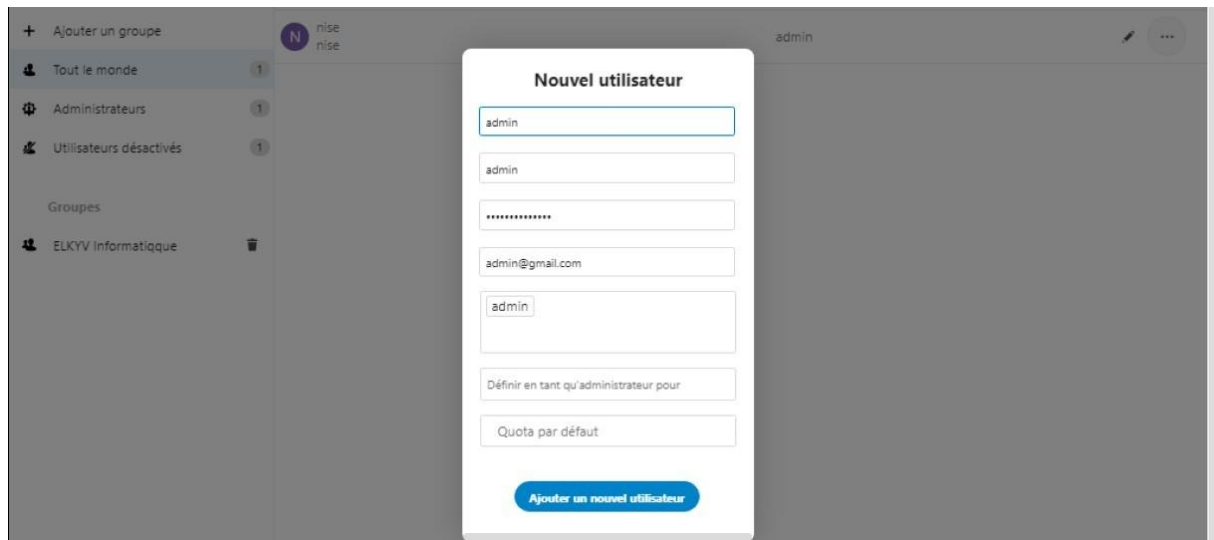 Ajouter un groupe
Tout le monde 1
Administrateurs 1
Utilisateurs désactivés 1
Groupes
ELKYV Informatiqque
N
nise
nise
admin
Nouvel utilisateur
admin
admin
••••••••••••••
admin@gmail.com
admin
Définir en tant qu'administrateur pour
Quota par défaut
Ajouter un nouvel utilisateur